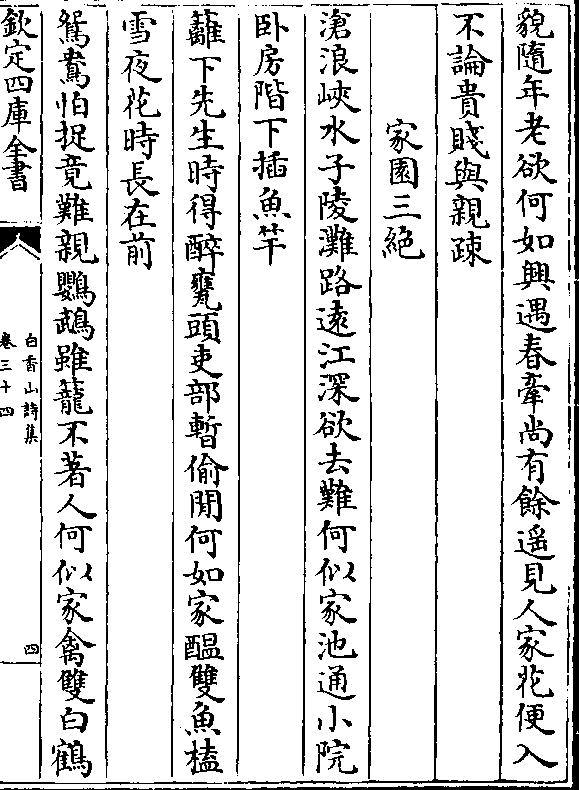 貌隨年老欲何如興遇春牽尚有餘遥見人家花便入
不論貴賤與親疎
家園三絶
滄浪峽水子陵灘路遠江深欲去難何似家池通小院
卧房階下插魚竿
籬下先生時得醉甕頭吏部暫偷閒何如家醖雙魚榼
雪夜花時長在前
鴛鴦怕捉竟難親鸚鵡雖籠不著人何似家禽雙白鶴
欽定四庫全書
白香山詩集
卷三十四
四